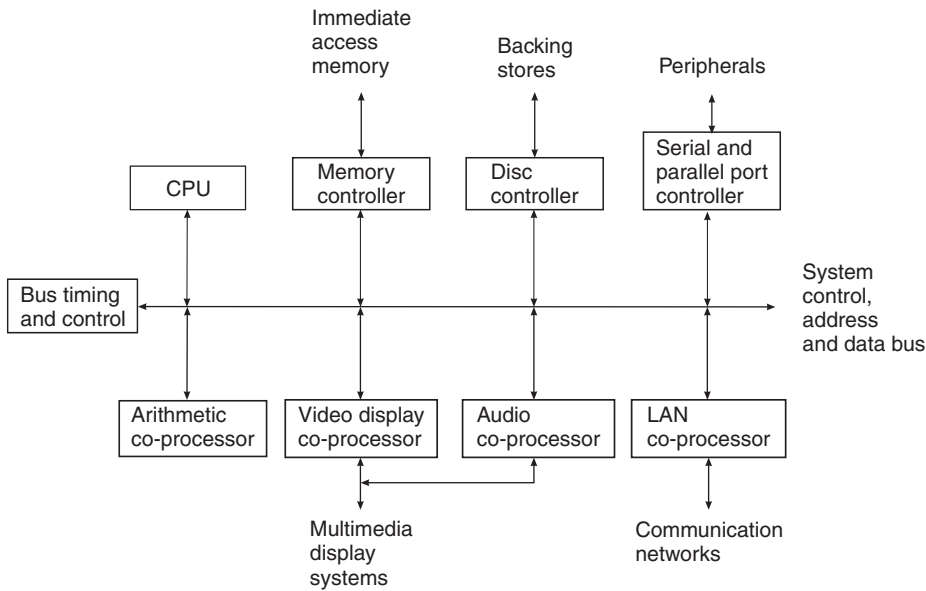 Immediate
access
memory
Backing
stores
Peripherals
CPU
Memory
controller
Disc
controller
Serial and
parallel port
controller
Bus timing
and control
System
control,
address
and data bus
Arithmetic
co-processor
Video display
co-processor
Audio
co-processor
LAN
co-processor
Multimedia
display
systems
Communication
networks